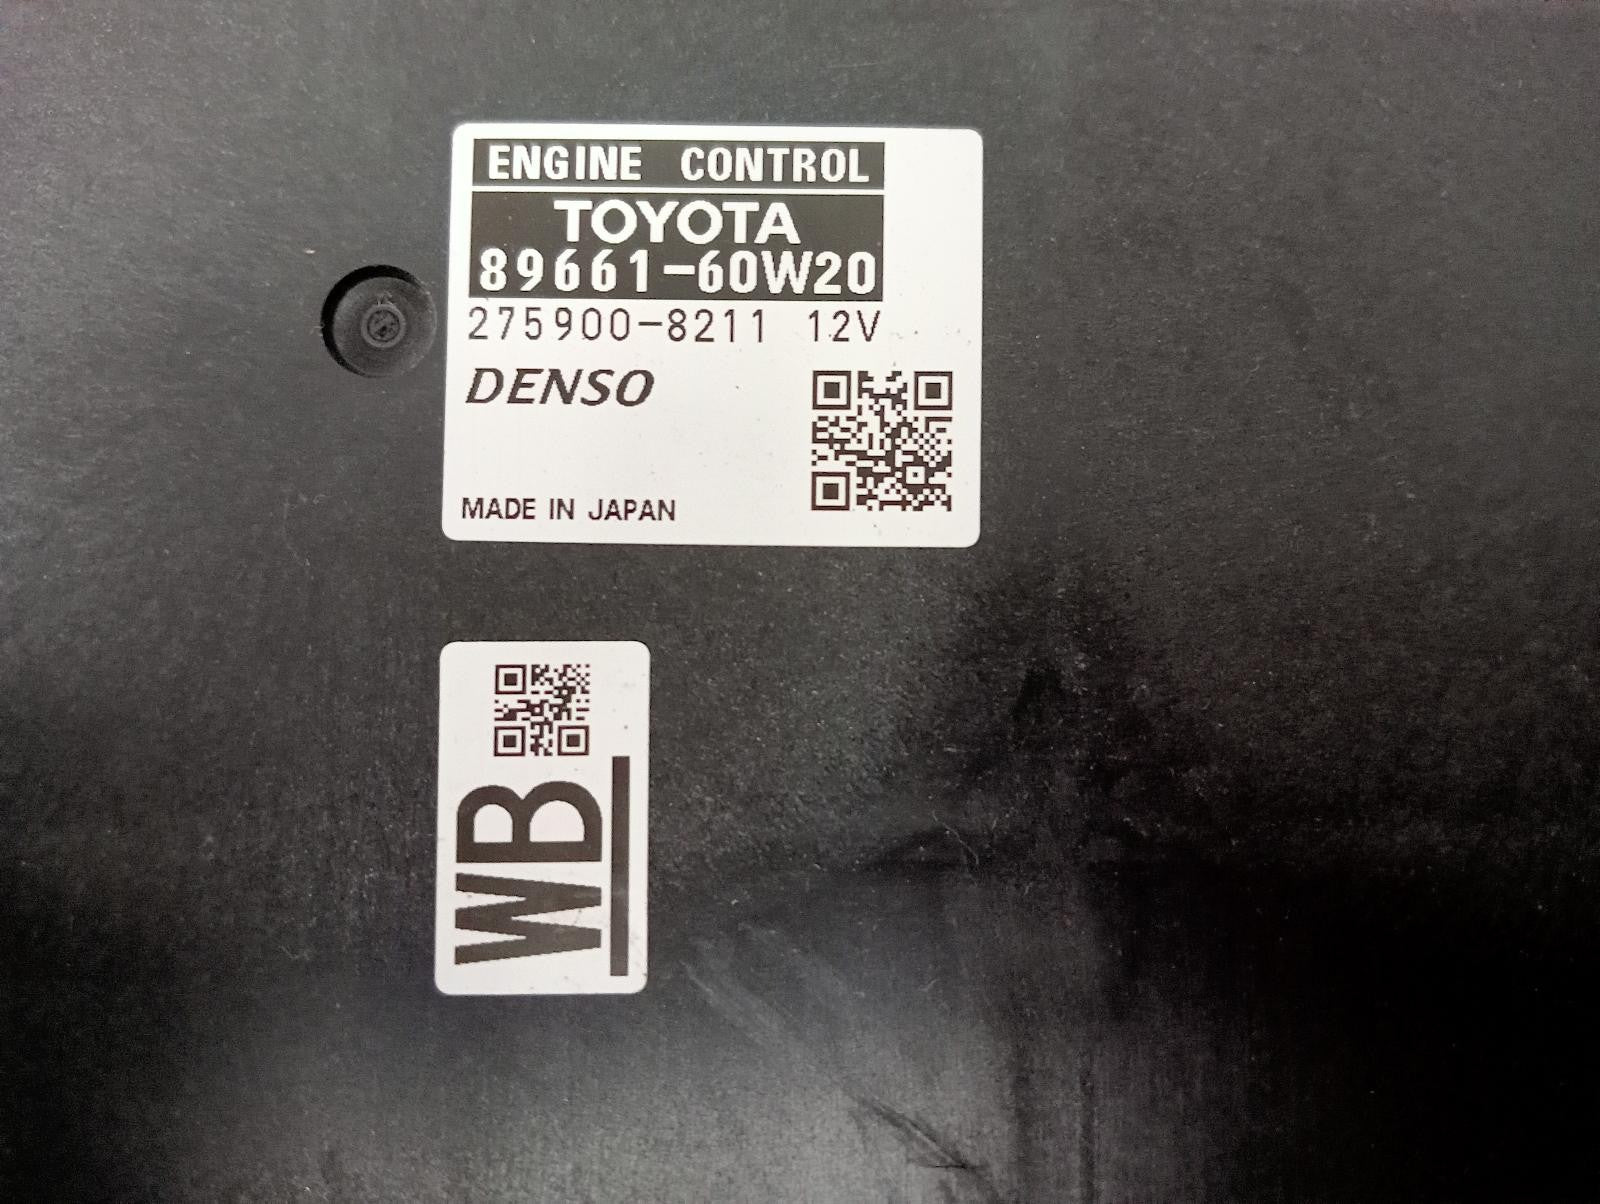 ENGINE CONTROL
TOYOTA
89661-60W20
275900-8211 12V
DENSO
MADE IN JAPAN
WB